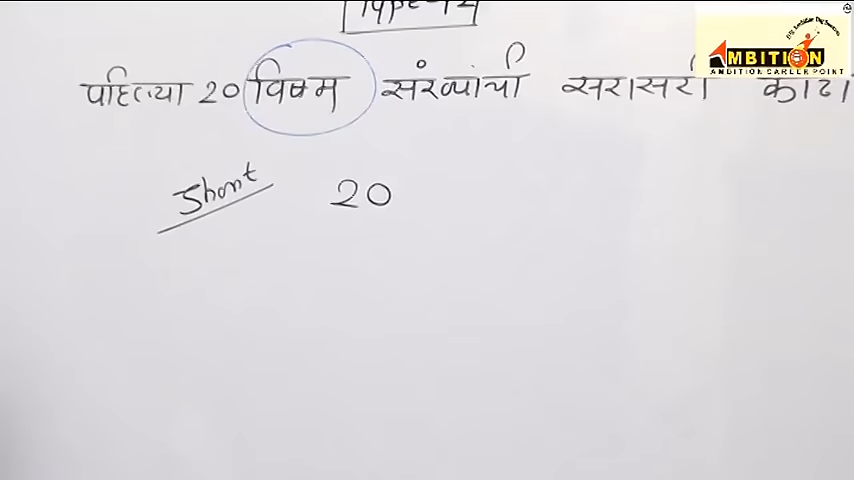 AMBITION
AMBITION CAREER POINT
पहिल्या 20 विषम संख्यांची सरासरी काढा
Short 20